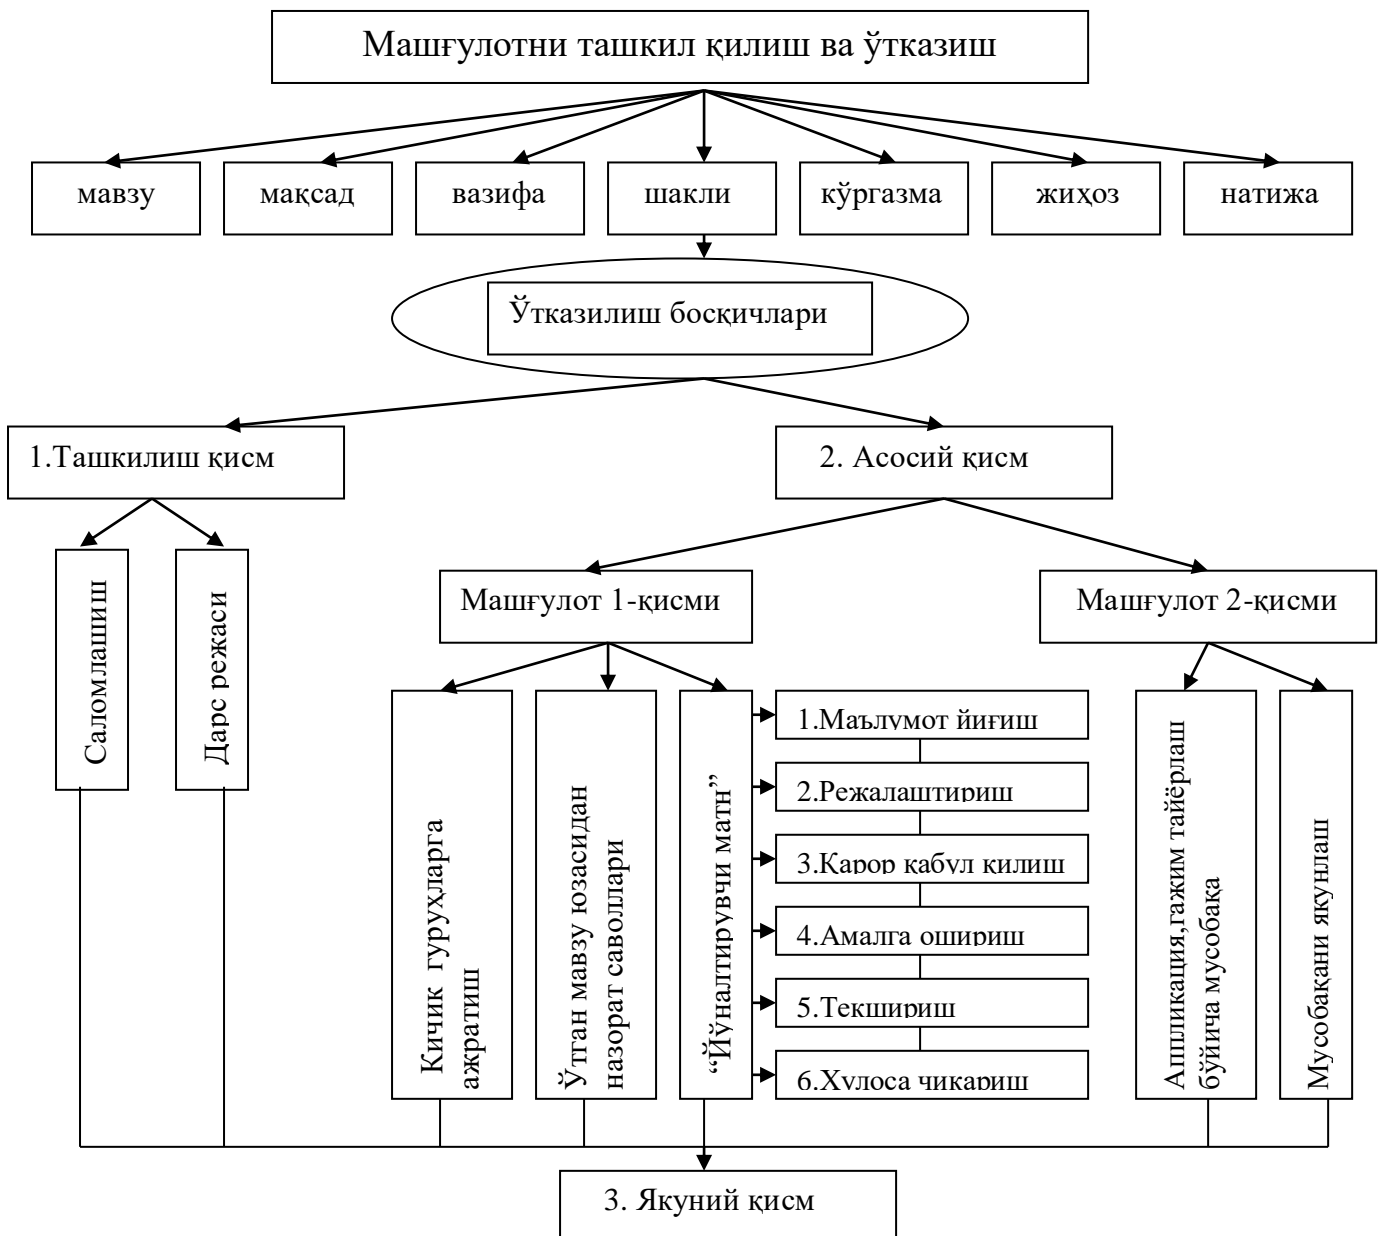 Машғулотни ташкил қилиш ва ўтказиш
мавзу
мақсад
вазифа
шакли
кўргазма
жиҳоз
натижа
Ўтказилиш босқичлари
1.Ташкилиш қисм
2. Асосий қисм
Саломлашиш
Дарс режаси
Машғулот 1-қисми
Машғулот 2-қисми
Кичик гуруҳларга
ажратиш
Ўтган мавзу юзасидан
назорат саволлари
“Йўналтирувчи матн”
1.Маълумот йиғиш
2.Режалаштириш
3.Қарор қабул қилиш
4.Амалга ошириш
5.Текшириш
6.Хулоса чиқариш
Аппликация,гажим тайёрлаш
бўйича мусобақа
Мусобақани якунлаш
3. Якуний қисм